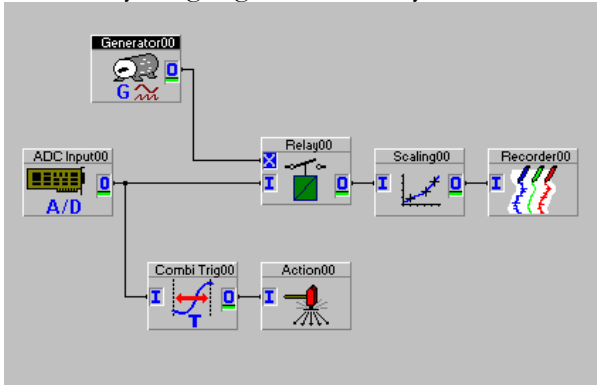 Generator00
O
G
ADC Input00
O
A/D
Relay00
X
I
O
Scaling00
I
O
Recorder00
I
Combi Trig00
I
O
T
Action00
I